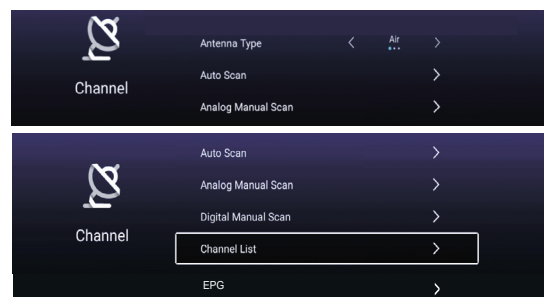 Antenna Type Air
Auto Scan
Channel
Analog Manual Scan
Auto Scan
Analog Manual Scan
Digital Manual Scan
Channel
Channel List
EPG